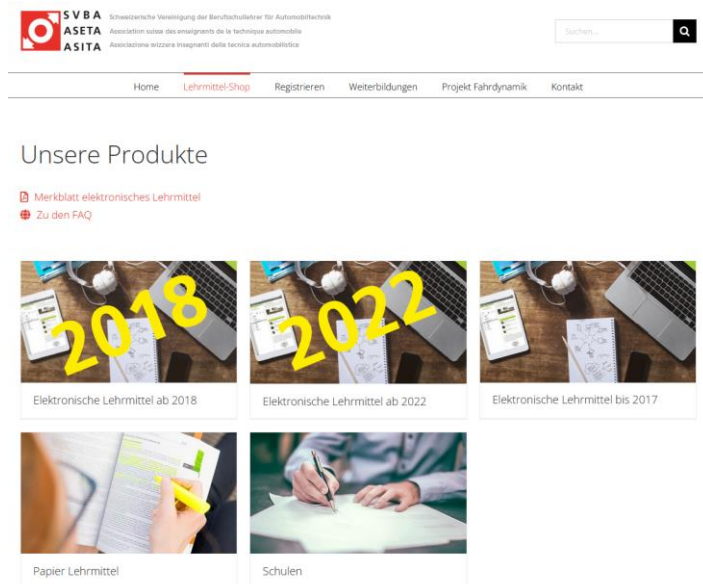 SVBA Schweizerische Vereinigung der Berufsschullehrer für Automobiltechnik
ASETA Association suisse des enseignants de la technique automobile
ASITA Associazione svizzera insegnanti della tecnica automobilistica
Suchen...
Home Lehrmittel-Shop Registrieren Weiterbildungen Projekt Fahrdynamik Kontakt
Unsere Produkte
Merkblatt elektronisches Lehrmittel
Zu den FAQ
2018
2022
Elektronische Lehrmittel ab 2018
Elektronische Lehrmittel ab 2022
Elektronische Lehrmittel bis 2017
Papier Lehrmittel
Schulen